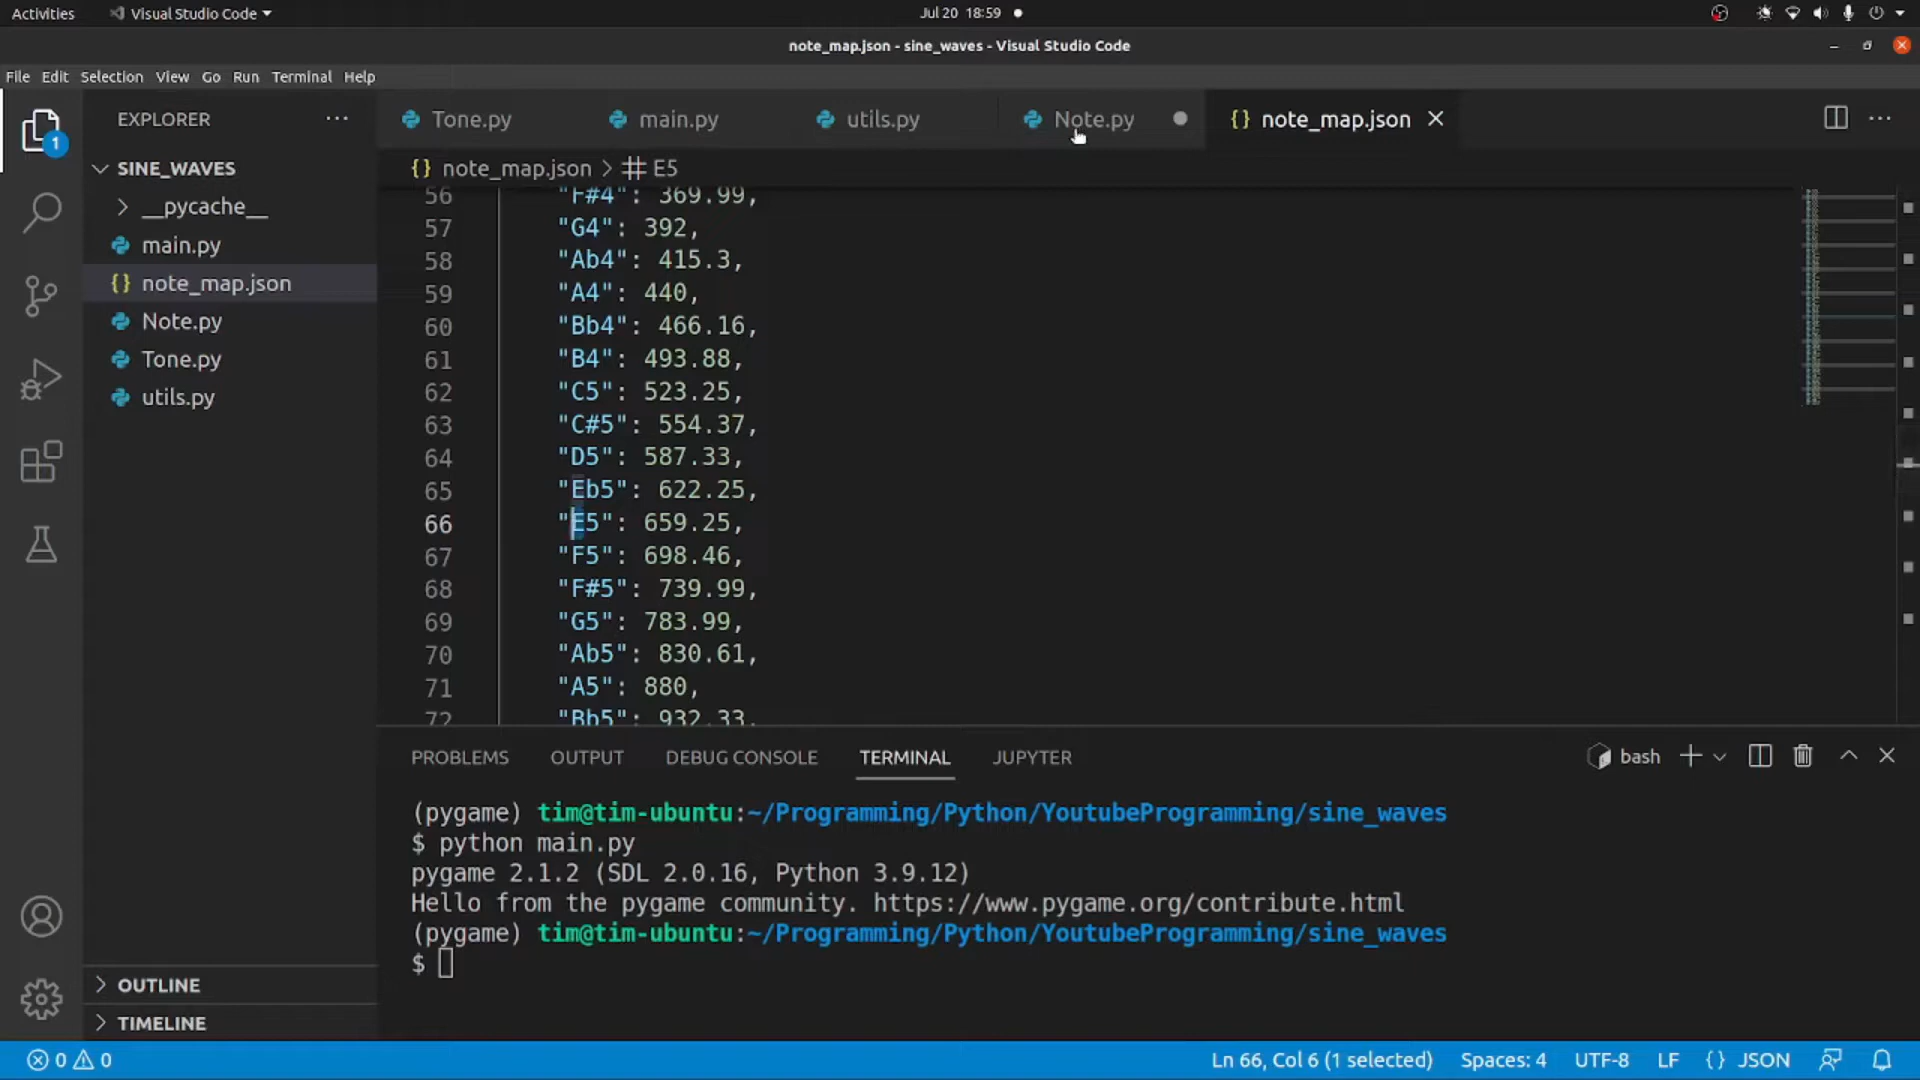 Activities Visual Studio Code Jul 20 18:59
note_map.json - sine_waves - Visual Studio Code
File Edit Selection View Go Run Terminal Help
EXPLORER ··· Tone.py main.py utils.py Note.py {} note_map.json
1
SINE_WAVES
{} note_map.json > E5
__pycache__
main.py
{} note_map.json
Note.py
Tone.py
utils.py
56 "F#4": 369.99,
57 "G4": 392,
58 "Ab4": 415.3,
59 "A4": 440,
60 "Bb4": 466.16,
61 "B4": 493.88,
62 "C5": 523.25,
63 "C#5": 554.37,
64 "D5": 587.33,
65 "Eb5": 622.25,
66 "E5": 659.25,
67 "F5": 698.46,
68 "F#5": 739.99,
69 "G5": 783.99,
70 "Ab5": 830.61,
71 "A5": 880,
72 "Bb5": 932.33,
PROBLEMS OUTPUT DEBUG CONSOLE TERMINAL JUPYTER bash
(pygame) tim@tim-ubuntu:~/Programming/Python/YoutubeProgramming/sine_waves
$ python main.py
pygame 2.1.2 (SDL 2.0.16, Python 3.9.12)
Hello from the pygame community. https://www.pygame.org/contribute.html
(pygame) tim@tim-ubuntu:~/Programming/Python/YoutubeProgramming/sine_waves
$
OUTLINE
TIMELINE
0 0 Ln 66, Col 6 (1 selected) Spaces: 4 UTF-8 LF {} JSON